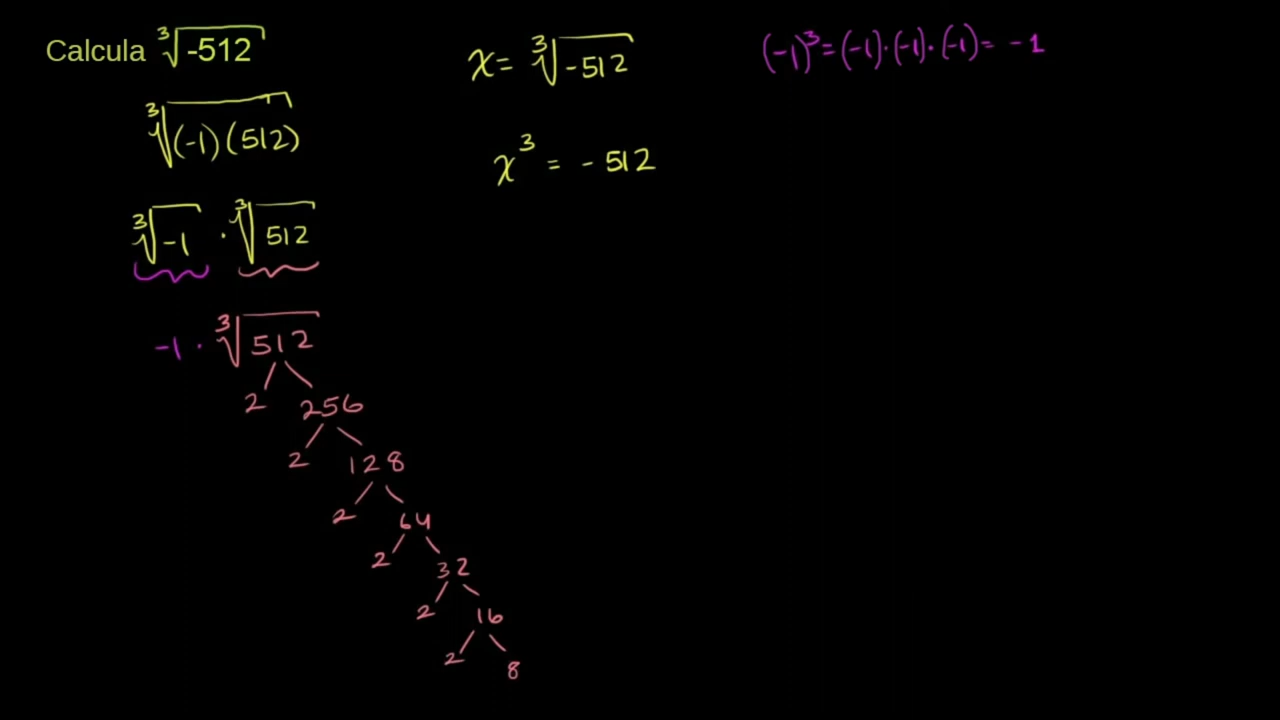 Calcula ∛-512
∛(-1)(512)
∛-1 · ∛512
-1 · ∛512
2 256
2 128
2 64
2 32
2 16
2 8
x = ∛-512
x³ = -512
(-1)³ = (-1)·(-1)·(-1) = -1